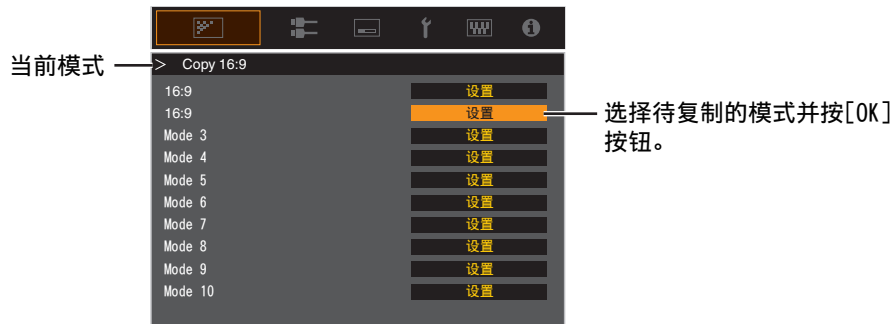 当前模式
> Copy 16:9
16:9 设置
16:9 设置
Mode 3 设置
Mode 4 设置
Mode 5 设置
Mode 6 设置
Mode 7 设置
Mode 8 设置
Mode 9 设置
Mode 10 设置
选择待复制的模式并按[OK]
按钮。